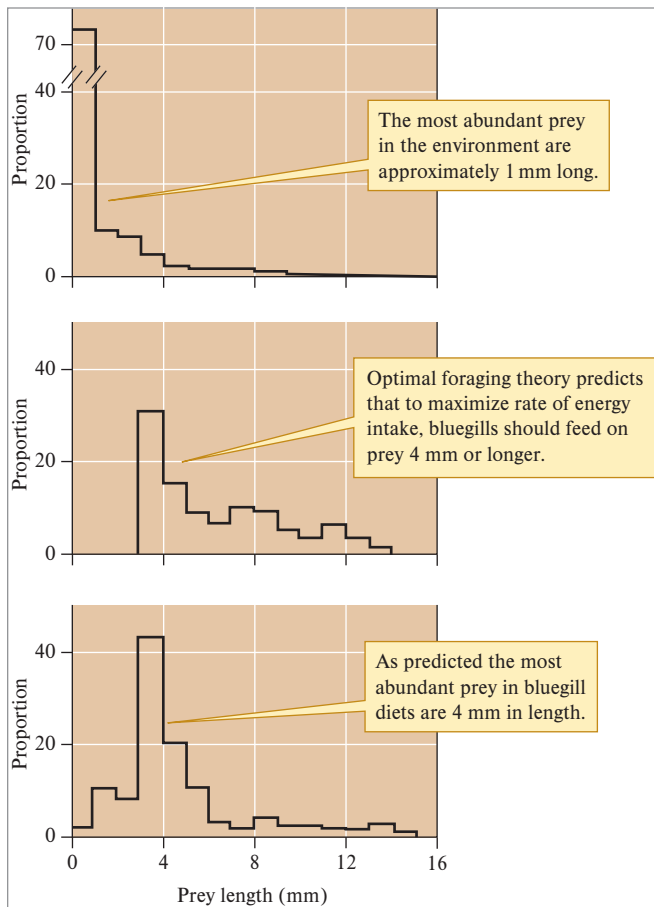 70
40
20
0
Proportion
The most abundant prey
in the environment are
approximately 1 mm long.
40
20
0
Proportion
Optimal foraging theory predicts
that to maximize rate of energy
intake, bluegills should feed on
prey 4 mm or longer.
40
20
0
Proportion
As predicted the most
abundant prey in bluegill
diets are 4 mm in length.
0 4 8 12 16
Prey length (mm)